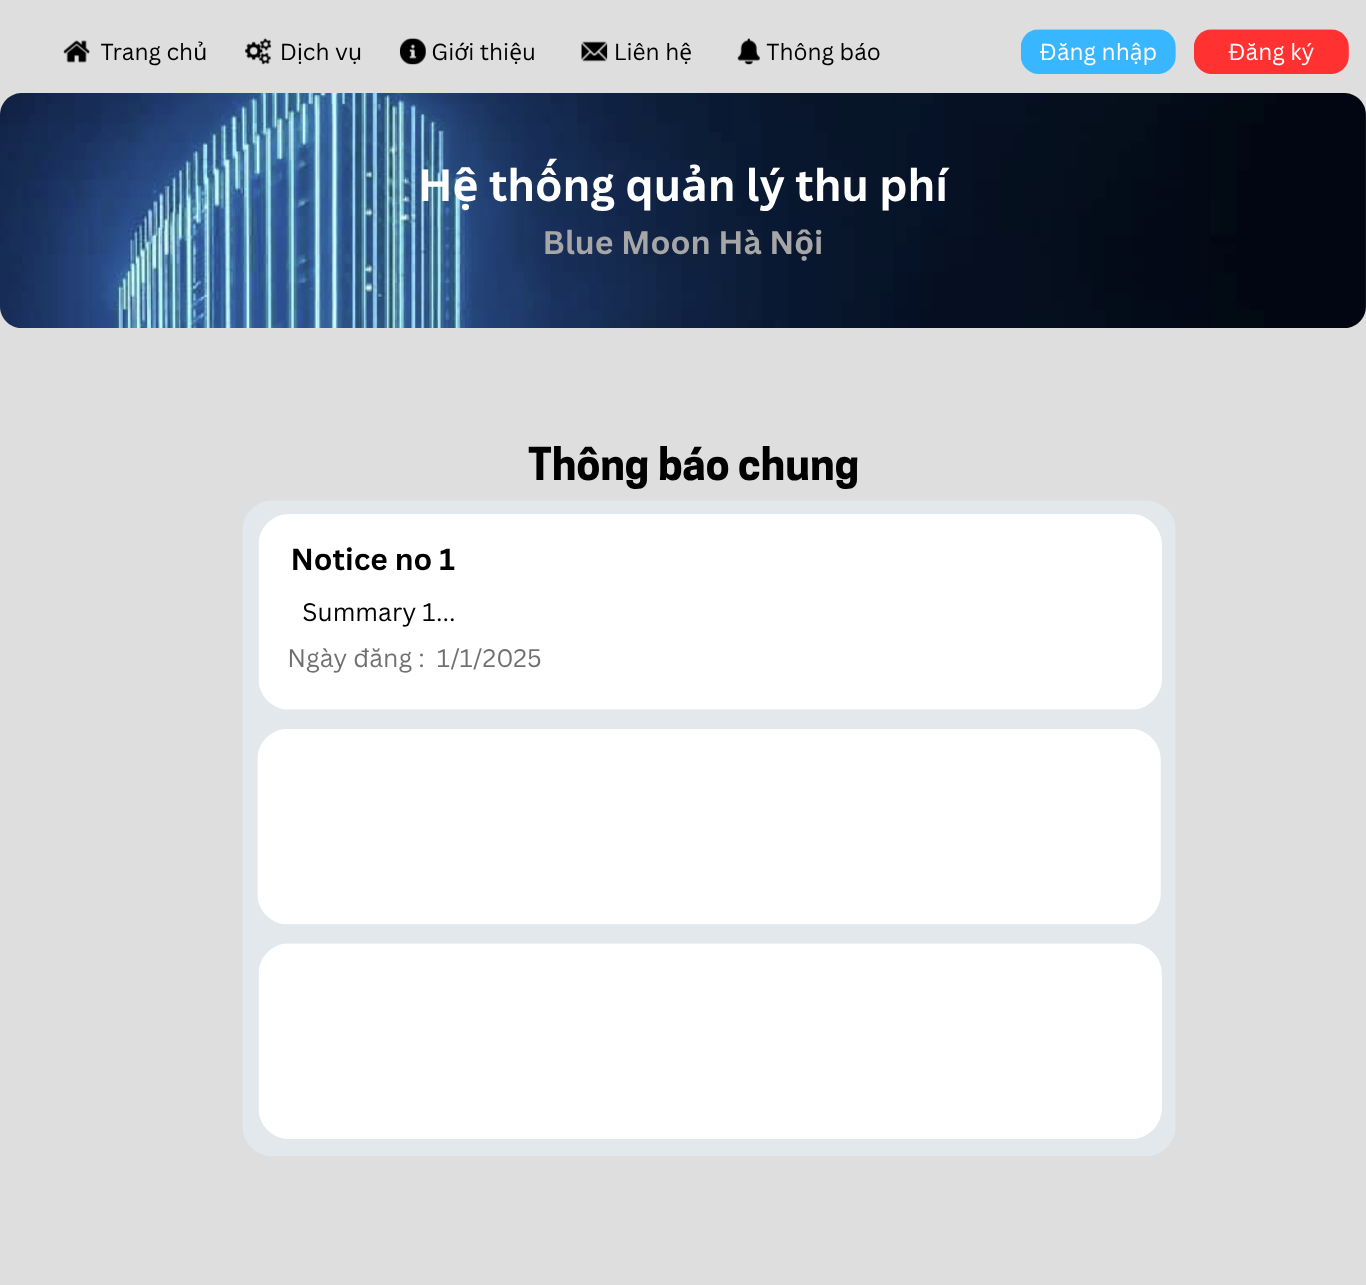 Trang chủ Dịch vụ Giới thiệu Liên hệ Thông báo Đăng nhập Đăng ký
Hệ thống quản lý thu phí
Blue Moon Hà Nội
Thông báo chung
Notice no 1
Summary 1...
Ngày đăng : 1/1/2025